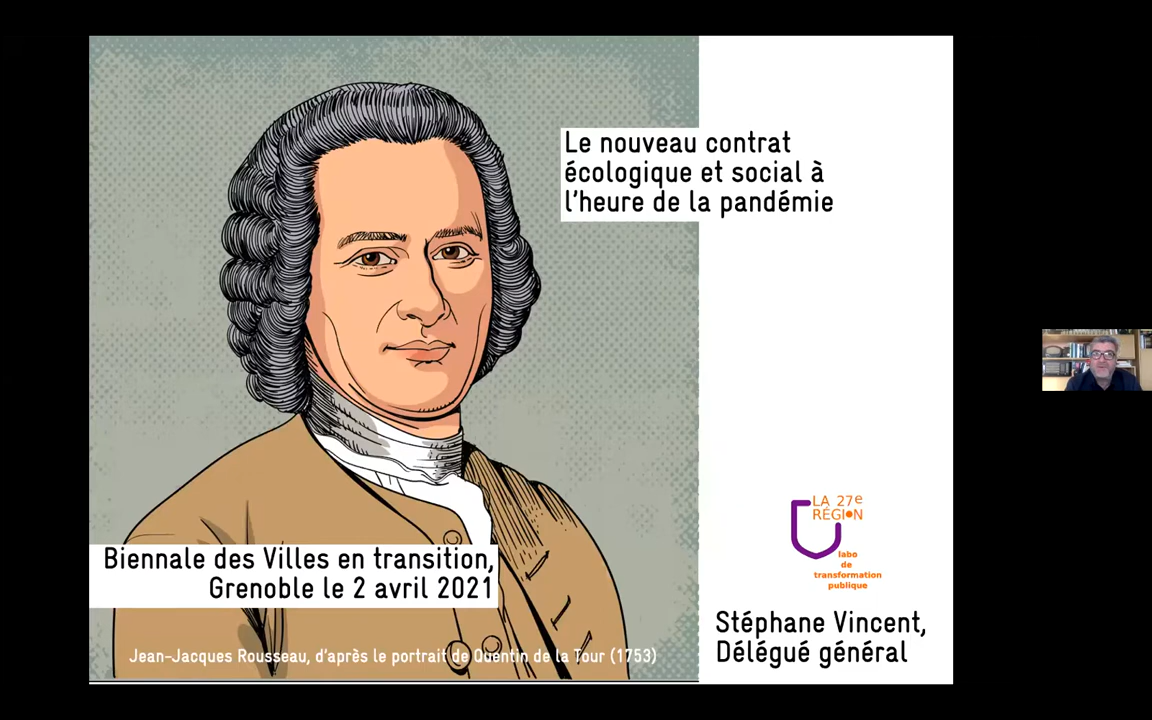 Le nouveau contrat
écologique et social à
l'heure de la pandémie
Biennale des Villes en transition,
Grenoble le 2 avril 2021
Jean-Jacques Rousseau, d'après le portrait de Quentin de la Tour (1753)
LA 27e
RÉGION
labo
de
transformation
publique
Stéphane Vincent,
Délégué général